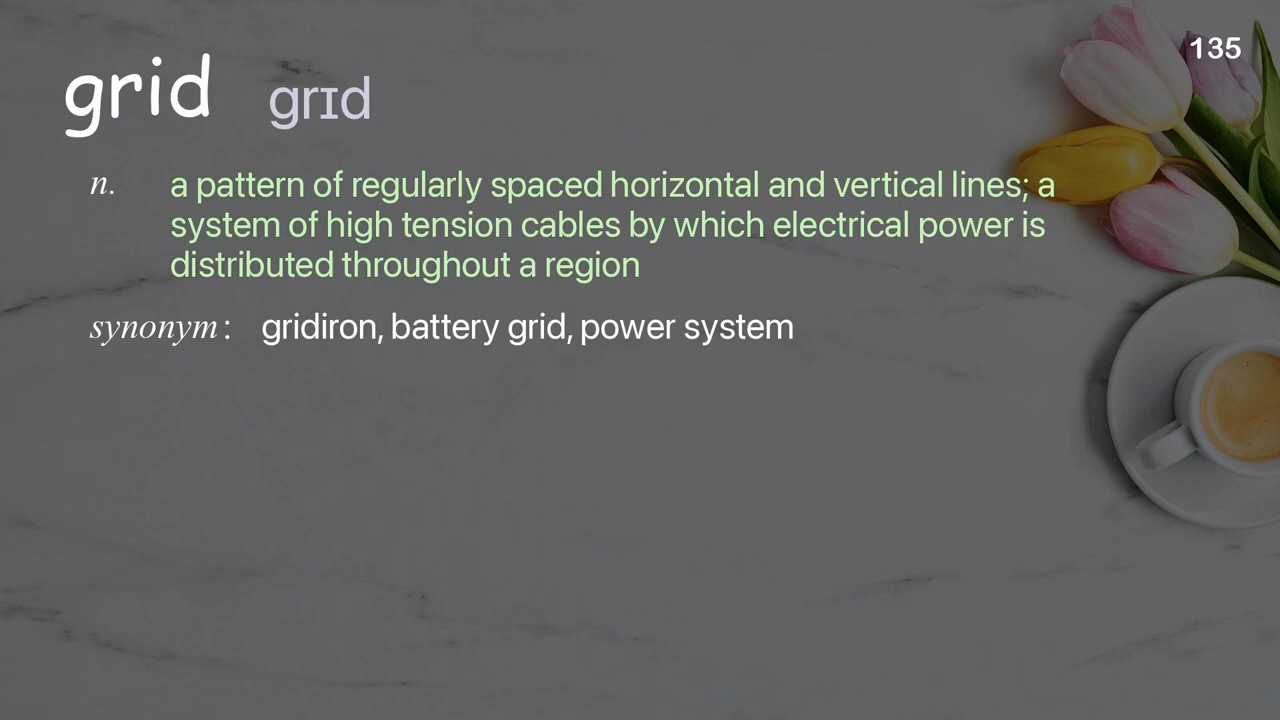 135
grid grɪd
n. a pattern of regularly spaced horizontal and vertical lines; a
system of high tension cables by which electrical power is
distributed throughout a region
synonym: gridiron, battery grid, power system